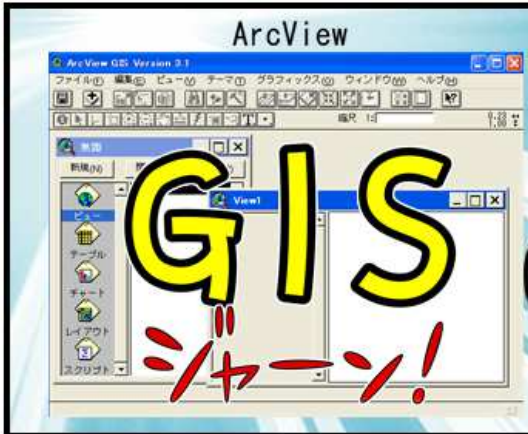 ArcView
ArcView GIS Version 3.1
ファイル(F) 編集(E) ビュー(V) テーマ(T) グラフィックス(G) ウィンドウ(W) ヘルプ(H)
縮尺 1:
無題
新規(N)
View1
ビュー
テーブル
チャート
レイアウト
スクリプト
GIS
ジャーン!